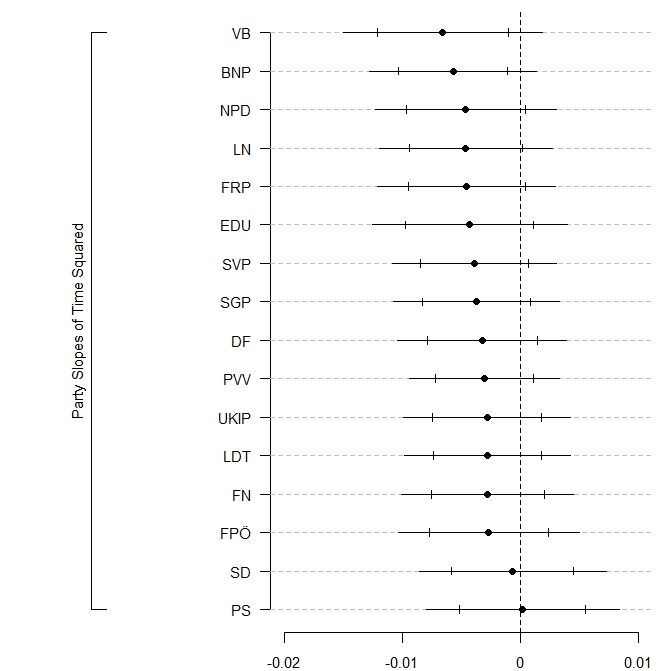 Party Slopes of Time Squared
VB
BNP
NPD
LN
FRP
EDU
SVP
SGP
DF
PVV
UKIP
LDT
FN
FPÖ
SD
PS
-0.02 -0.01 0 0.01